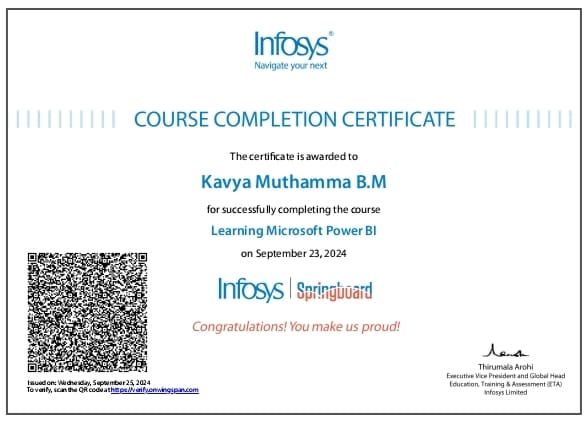 Infosys®
Navigate your next
COURSE COMPLETION CERTIFICATE
The certificate is awarded to
Kavya Muthamma B.M
for successfully completing the course
Learning Microsoft Power BI
on September 23, 2024
Infosys | Springboard
Congratulations! You make us proud!
Issued on: Wednesday, September 25, 2024
To verify, scan the QR code at https://verify.onwingspan.com
Thirumala Arohi
Executive Vice President and Global Head
Education, Training & Assessment (ETA)
Infosys Limited